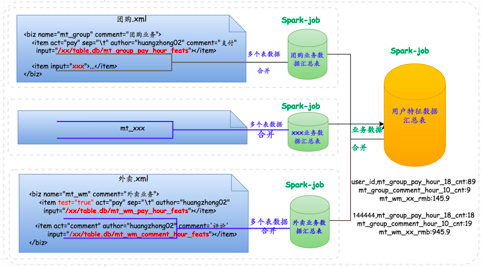 团购.xml
<biz name="mt_group" comment="团购业务">
<item act="pay" sep="\t" author="huangzhong02" comment="支付"
input="/xx/table.db/mt_group_pay_hour_feats"></item>
<item input="xxx">...</item>
</biz>
多个表数据
合并
Spark-job
团购业务数
据汇总表
mt_xxx
多个表数据
合并
Spark-job
xxx业务数
据汇总表
外卖.xml
<biz name="mt_wm" comment="外卖业务">
<item test="true" act="pay" sep="\t" author="huangzhong02"
input="/xx/table.db/mt_wm_pay_hour_feats"></item>
<item act="comment" author="huangzhong02" comment="评论"
input="/xx/table.db/mt_wm_comment_hour_feats"></item>
</biz>
多个表数据
合并
Spark-job
外卖业务数
据汇总表
业务数据
合并
Spark-job
用户特征数据
汇总表
user_id,mt_group_pay_hour_18_cnt:89
mt_group_comment_hour_10_cnt:9
mt_wm_xx_rmb:145.9
144444,mt_group_pay_hour_18_cnt:18
mt_group_comment_hour_10_cnt:19
mt_wm_xx_rmb:945.9